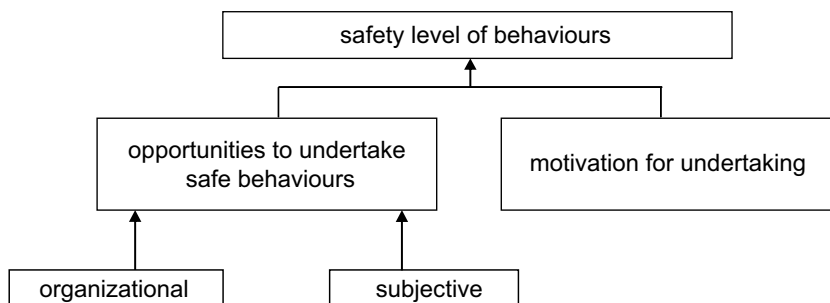 safety level of behaviours
opportunities to undertake
safe behaviours
motivation for undertaking
organizational
subjective